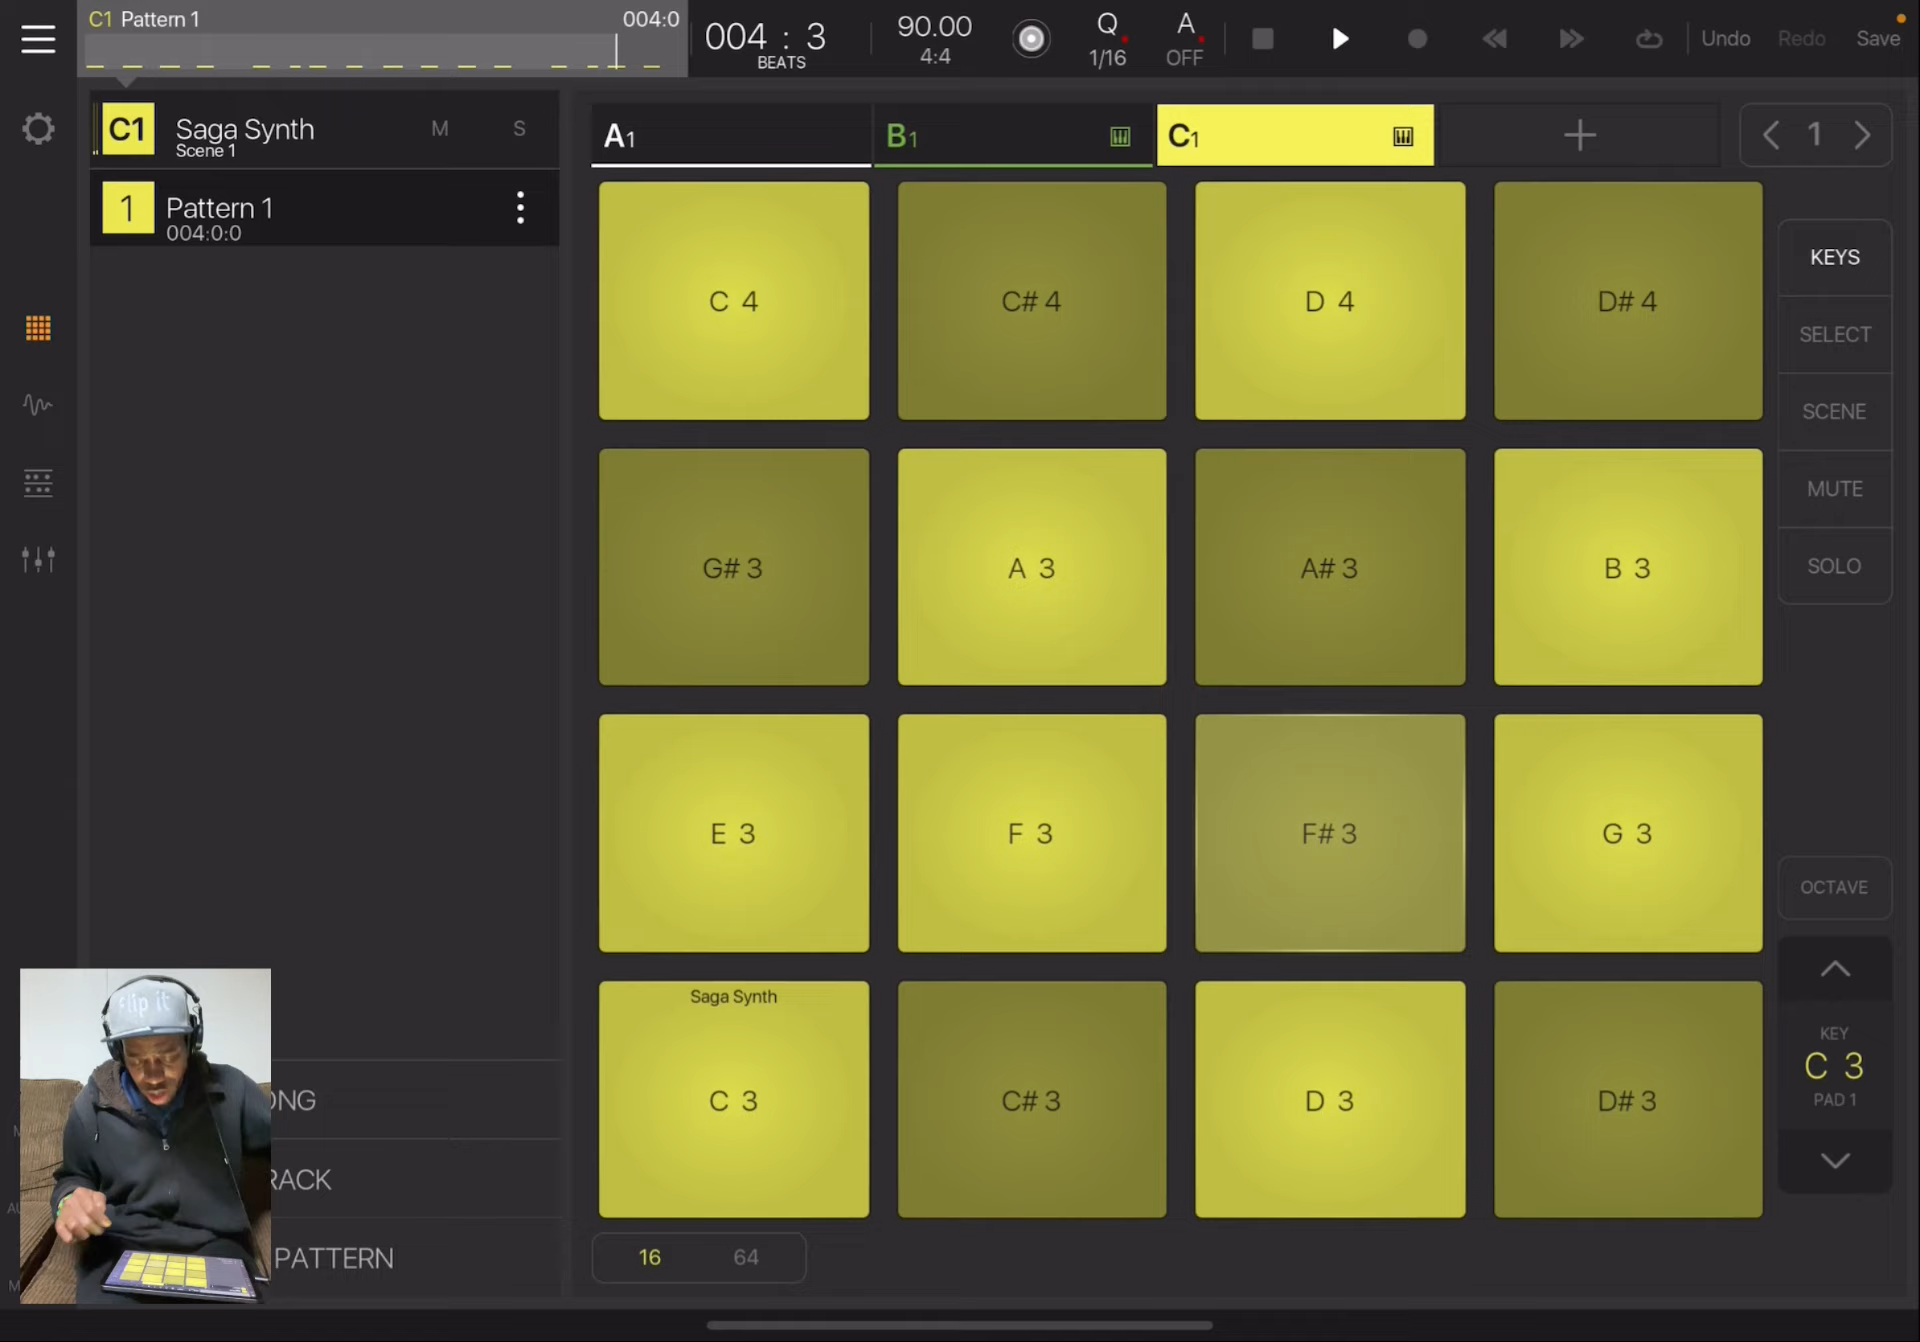 C1 Pattern 1 004:0
004 : 3
BEATS
90.00
4:4
Q
1/16
A
OFF
Undo
Redo
Save
C1 Saga Synth M S
Scene 1
1 Pattern 1
004:0:0
A1
B1
C1
1
C 4
C# 4
D 4
D# 4
G# 3
A 3
A# 3
B 3
E 3
F 3
F# 3
G 3
Saga Synth
C 3
C# 3
D 3
D# 3
KEYS
SELECT
SCENE
MUTE
SOLO
OCTAVE
KEY
C 3
PAD 1
Flip it
PATTERN
16
64